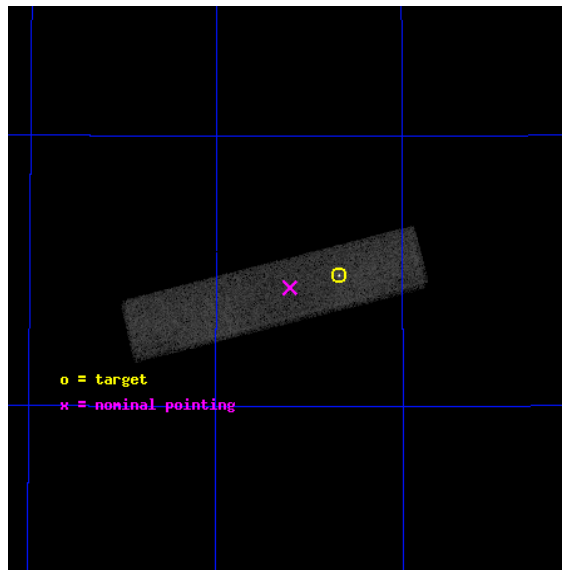 o = target
x = nominal pointing